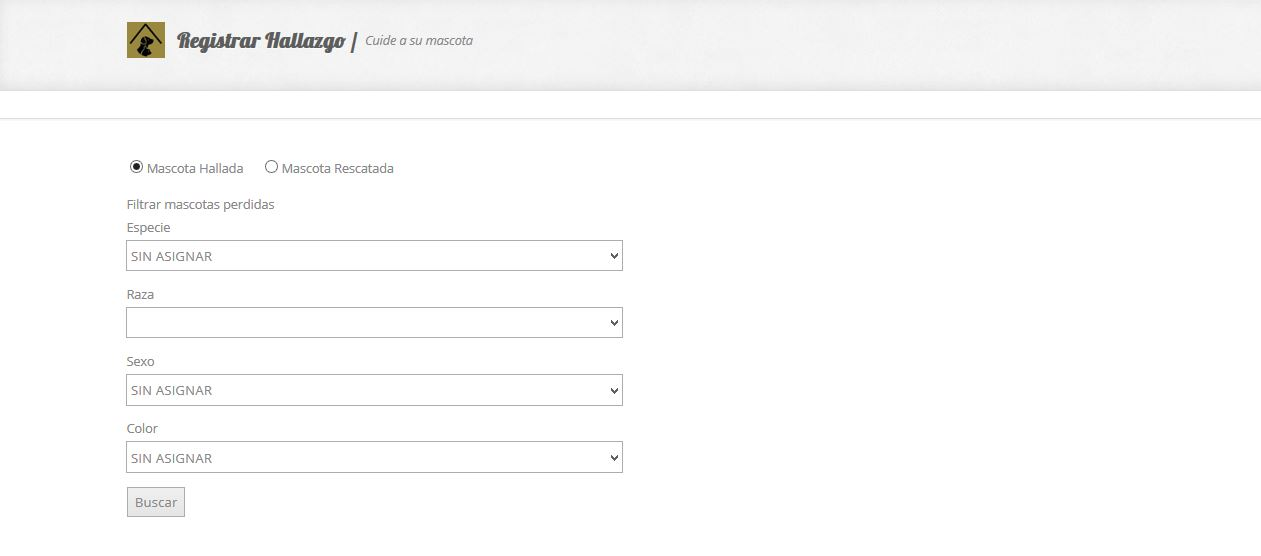 Registrar Hallazgo / Cuide a su mascota
Mascota Hallada Mascota Rescatada
Filtrar mascotas perdidas
Especie
SIN ASIGNAR
Raza
Sexo
SIN ASIGNAR
Color
SIN ASIGNAR
Buscar